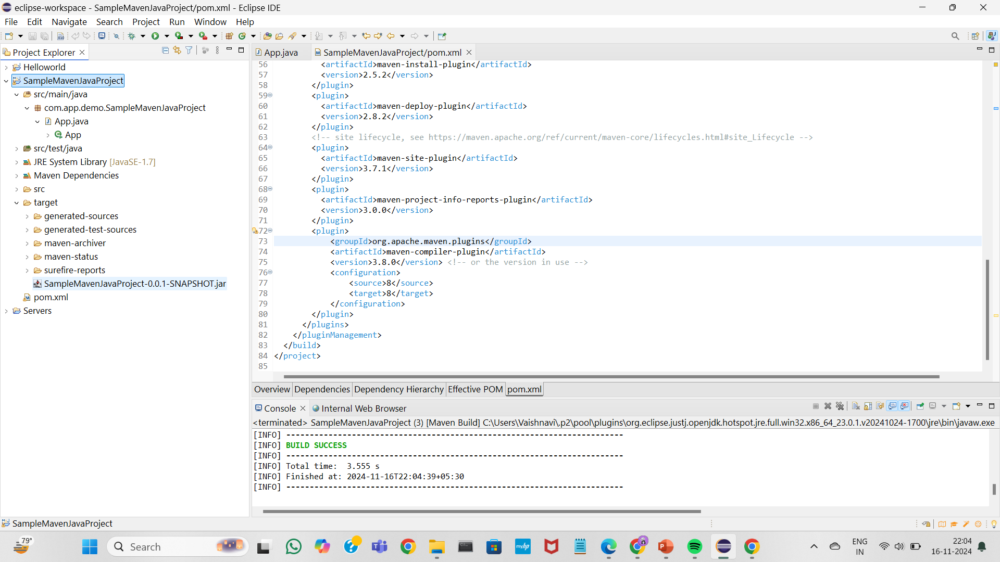 eclipse-workspace - SampleMavenJavaProject/pom.xml - Eclipse IDE
File Edit Navigate Search Project Run Window Help
Project Explorer
Helloworld
SampleMavenJavaProject
src/main/java
com.app.demo.SampleMavenJavaProject
App.java
App
src/test/java
JRE System Library [JavaSE-1.7]
Maven Dependencies
src
target
generated-sources
generated-test-sources
maven-archiver
maven-status
surefire-reports
SampleMavenJavaProject-0.0.1-SNAPSHOT.jar
pom.xml
Servers
App.java SampleMavenJavaProject/pom.xml
56 <artifactId>maven-install-plugin</artifactId>
57 <version>2.5.2</version>
58 </plugin>
59 <plugin>
60 <artifactId>maven-deploy-plugin</artifactId>
61 <version>2.8.2</version>
62 </plugin>
63 <!-- site lifecycle, see https://maven.apache.org/ref/current/maven-core/lifecycles.html#site_Lifecycle -->
64 <plugin>
65 <artifactId>maven-site-plugin</artifactId>
66 <version>3.7.1</version>
67 </plugin>
68 <plugin>
69 <artifactId>maven-project-info-reports-plugin</artifactId>
70 <version>3.0.0</version>
71 </plugin>
72 <plugin>
73 <groupId>org.apache.maven.plugins</groupId>
74 <artifactId>maven-compiler-plugin</artifactId>
75 <version>3.8.0</version> <!-- or the version in use -->
76 <configuration>
77 <source>8</source>
78 <target>8</target>
79 </configuration>
80 </plugin>
81 </plugins>
82 </pluginManagement>
83 </build>
84 </project>
85
Overview Dependencies Dependency Hierarchy Effective POM pom.xml
Console Internal Web Browser
<terminated> SampleMavenJavaProject (3) [Maven Build] C:\Users\Vaishnavi\.p2\pool\plugins\org.eclipse.justj.openjdk.hotspot.jre.full.win32.x86_64_23.0.1.v20241024-1700\jre\bin\javaw.exe
[INFO] ------------------------------------------------------------------------
[INFO] BUILD SUCCESS
[INFO] ------------------------------------------------------------------------
[INFO] Total time:  3.555 s
[INFO] Finished at: 2024-11-16T22:04:39+05:30
[INFO] ------------------------------------------------------------------------
SampleMavenJavaProject
79°
Search
myhp
ENG
IN
22:04
16-11-2024